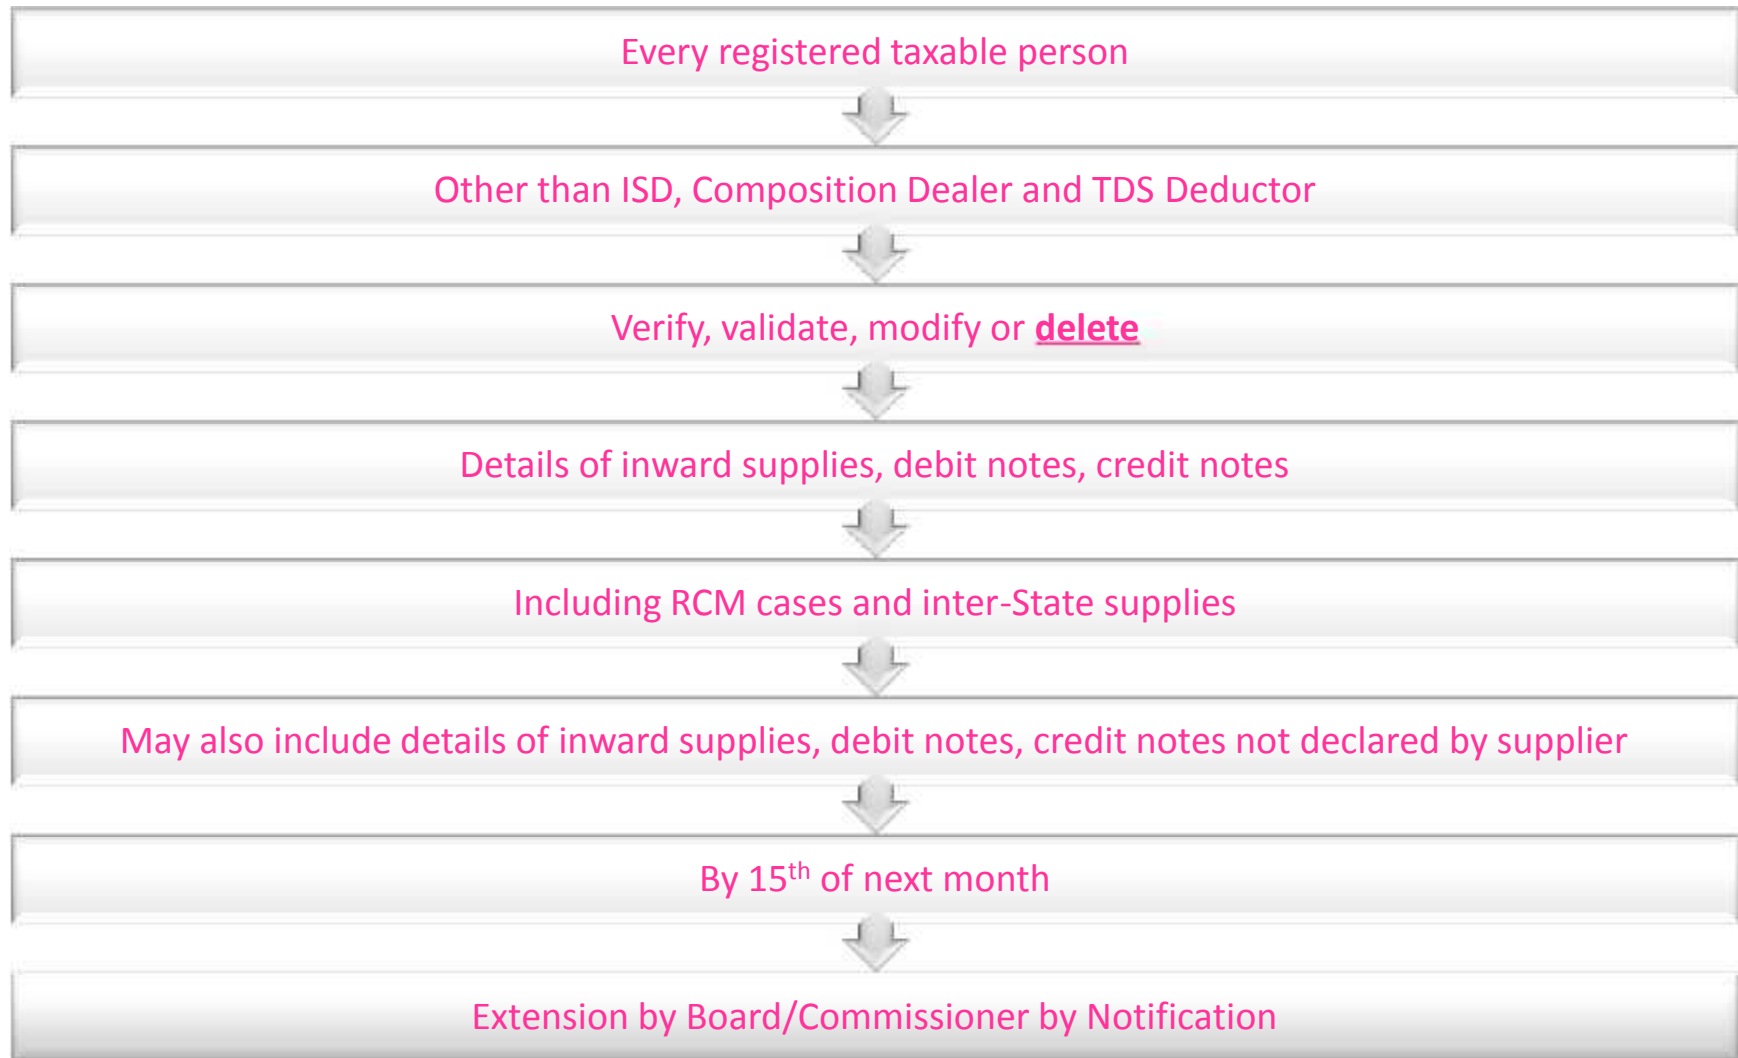 Every registered taxable person
Other than ISD, Composition Dealer and TDS Deductor
Verify, validate, modify or delete
Details of inward supplies, debit notes, credit notes
Including RCM cases and inter-State supplies
May also include details of inward supplies, debit notes, credit notes not declared by supplier
By 15th of next month
Extension by Board/Commissioner by Notification